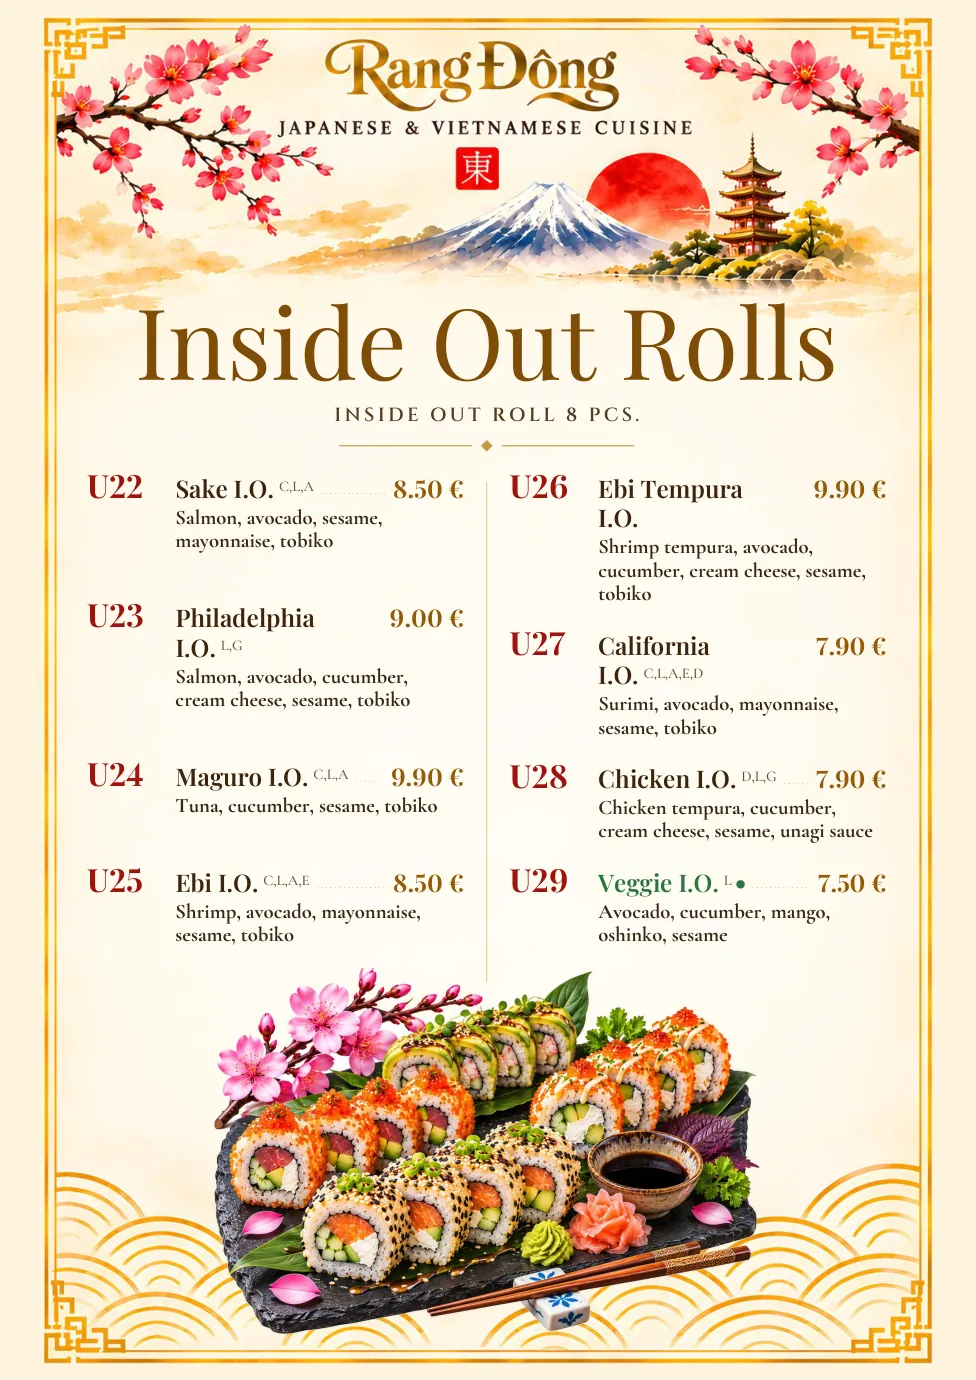 Rang Đông
JAPANESE & VIETNAMESE CUISINE
東
Inside Out Rolls
INSIDE OUT ROLL 8 PCS.
U22 Sake I.O. C,L,A 8.50 €
Salmon, avocado, sesame,
mayonnaise, tobiko
U23 Philadelphia 9.00 €
I.O. L,G
Salmon, avocado, cucumber,
cream cheese, sesame, tobiko
U24 Maguro I.O. C,L,A 9.90 €
Tuna, cucumber, sesame, tobiko
U25 Ebi I.O. C,L,A,E 8.50 €
Shrimp, avocado, mayonnaise,
sesame, tobiko
U26 Ebi Tempura 9.90 €
I.O.
Shrimp tempura, avocado,
cucumber, cream cheese, sesame,
tobiko
U27 California 7.90 €
I.O. C,L,A,E,D
Surimi, avocado, mayonnaise,
sesame, tobiko
U28 Chicken I.O. D,L,G 7.90 €
Chicken tempura, cucumber,
cream cheese, sesame, unagi sauce
U29 Veggie I.O. L ● 7.50 €
Avocado, cucumber, mango,
oshinko, sesame